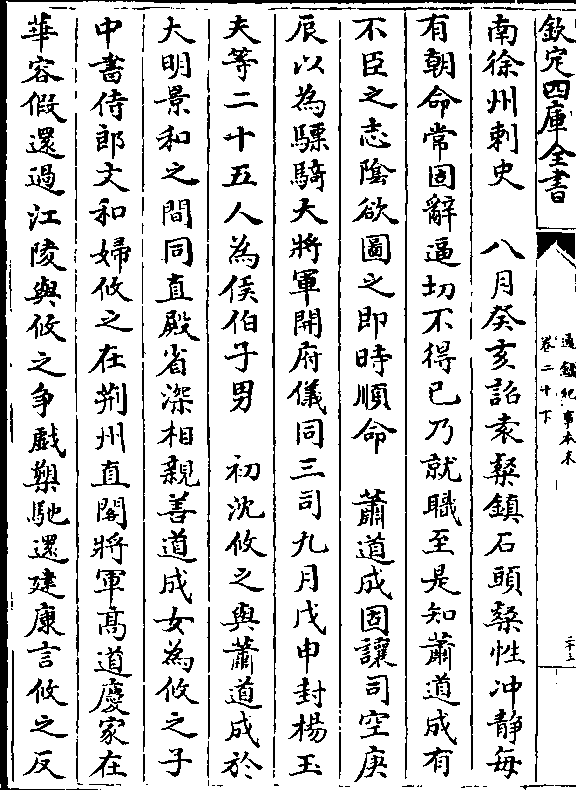 欽定四庫全書
通鑑紀事本末
卷二十下
二十五
南徐州刺史　八月癸亥詔袁粲鎮石頭粲性冲靜每
有朝命常固辭逼切不得已乃就職至是知蕭道成有
不臣之志陰欲圖之即時順命　蕭道成固讓司空庚
辰以為驃騎大將軍開府儀同三司九月戊申封楊玉
夫等二十五人為侯伯子男　初沈攸之與蕭道成於
大明景和之間同直殿省深相親善道成女為攸之子
中書侍郎文和婦攸之在荆州直閣將軍高道慶家在
華容假還過江陵與攸之争戲槊馳還建康言攸之反